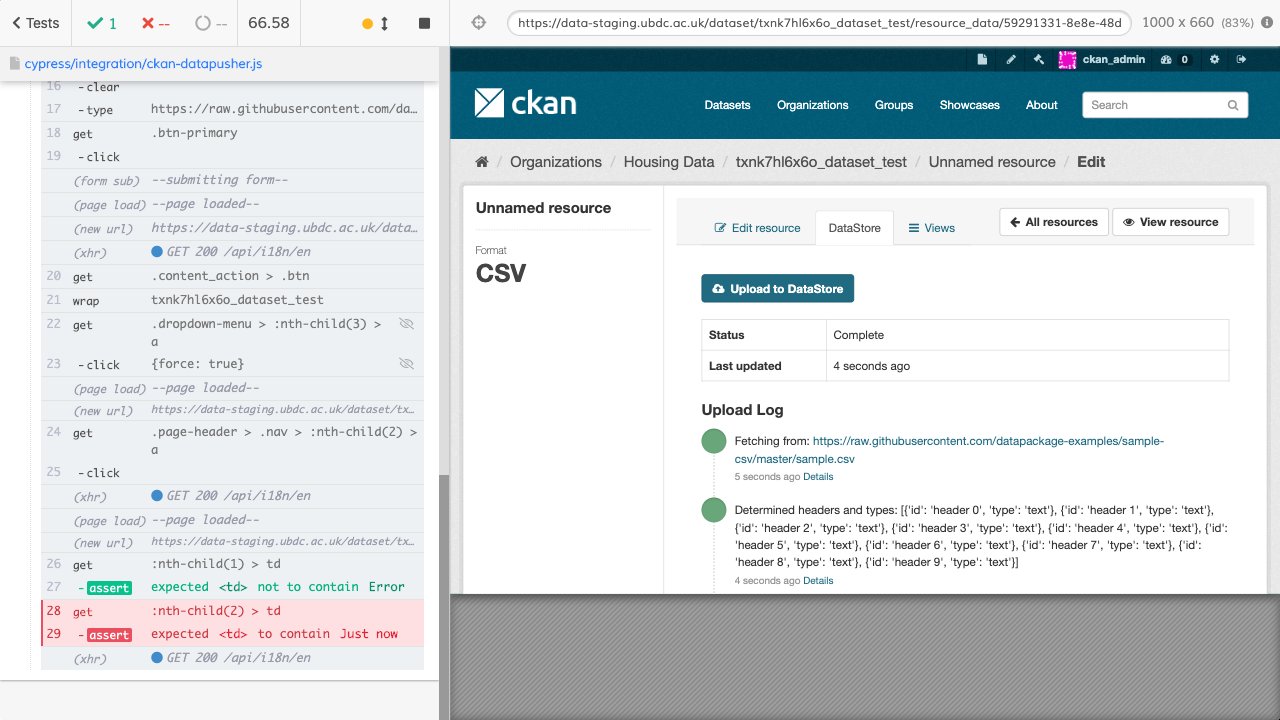 Tests
1
--
--
66.58
https://data-staging.ubdc.ac.uk/dataset/txnk7hl6x6o_dataset_test/resource_data/59291331-8e8e-48d
1000 x 660 (83%)
cypress/integration/ckan-datapusher.js
16 -clear
17 -type https://raw.githubusercontent.com/da…
18 get .btn-primary
19 -click
(form sub) --submitting form--
(page load) --page loaded--
(new url) https://data-staging.ubdc.ac.uk/data…
(xhr) GET 200 /api/i18n/en
20 get .content_action > .btn
21 wrap txnk7hl6x6o_dataset_test
22 get .dropdown-menu > :nth-child(3) >
a
23 -click {force: true}
(page load) --page loaded--
(new url) https://data-staging.ubdc.ac.uk/dataset/tx…
24 get .page-header > .nav > :nth-child(2) >
a
25 -click
(xhr) GET 200 /api/i18n/en
(page load) --page loaded--
(new url) https://data-staging.ubdc.ac.uk/dataset/tx…
26 get :nth-child(1) > td
27 -assert expected <td> not to contain Error
28 get :nth-child(2) > td
29 -assert expected <td> to contain Just now
(xhr) GET 200 /api/i18n/en
ckan_admin
0
ckan
Datasets
Organizations
Groups
Showcases
About
Search
/ Organizations / Housing Data / txnk7hl6x6o_dataset_test / Unnamed resource / Edit
Unnamed resource
Format
CSV
Edit resource
DataStore
Views
All resources
View resource
Upload to DataStore
Status Complete
Last updated 4 seconds ago
Upload Log
Fetching from: https://raw.githubusercontent.com/datapackage-examples/sample-
csv/master/sample.csv
5 seconds ago Details
Determined headers and types: [{'id': 'header 0', 'type': 'text'}, {'id': 'header 1', 'type': 'text'},
{'id': 'header 2', 'type': 'text'}, {'id': 'header 3', 'type': 'text'}, {'id': 'header 4', 'type': 'text'}, {'id':
'header 5', 'type': 'text'}, {'id': 'header 6', 'type': 'text'}, {'id': 'header 7', 'type': 'text'}, {'id':
'header 8', 'type': 'text'}, {'id': 'header 9', 'type': 'text'}]
4 seconds ago Details